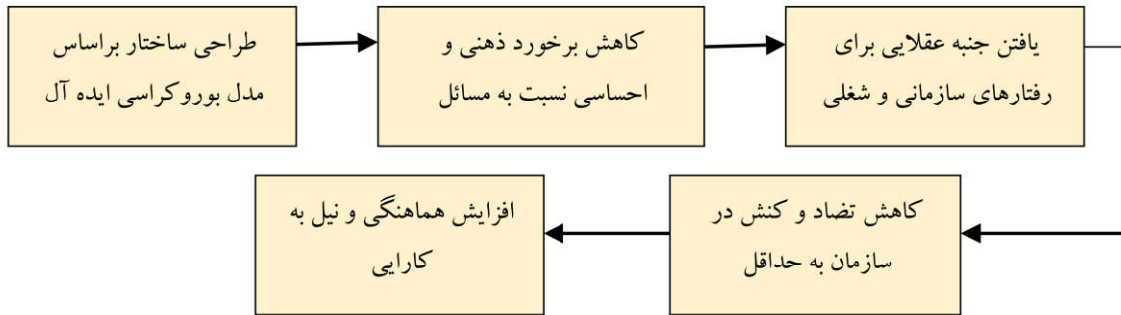 طراحی ساختار براساس
مدل بوروکراسی ایده آل
کاهش برخورد ذهنی و
احساسی نسبت به مسائل
یافتن جنبه عقلایی برای
رفتارهای سازمانی و شغلی
کاهش تضاد و کنش در
سازمان به حداقل
افزایش هماهنگی و نیل به
کارایی